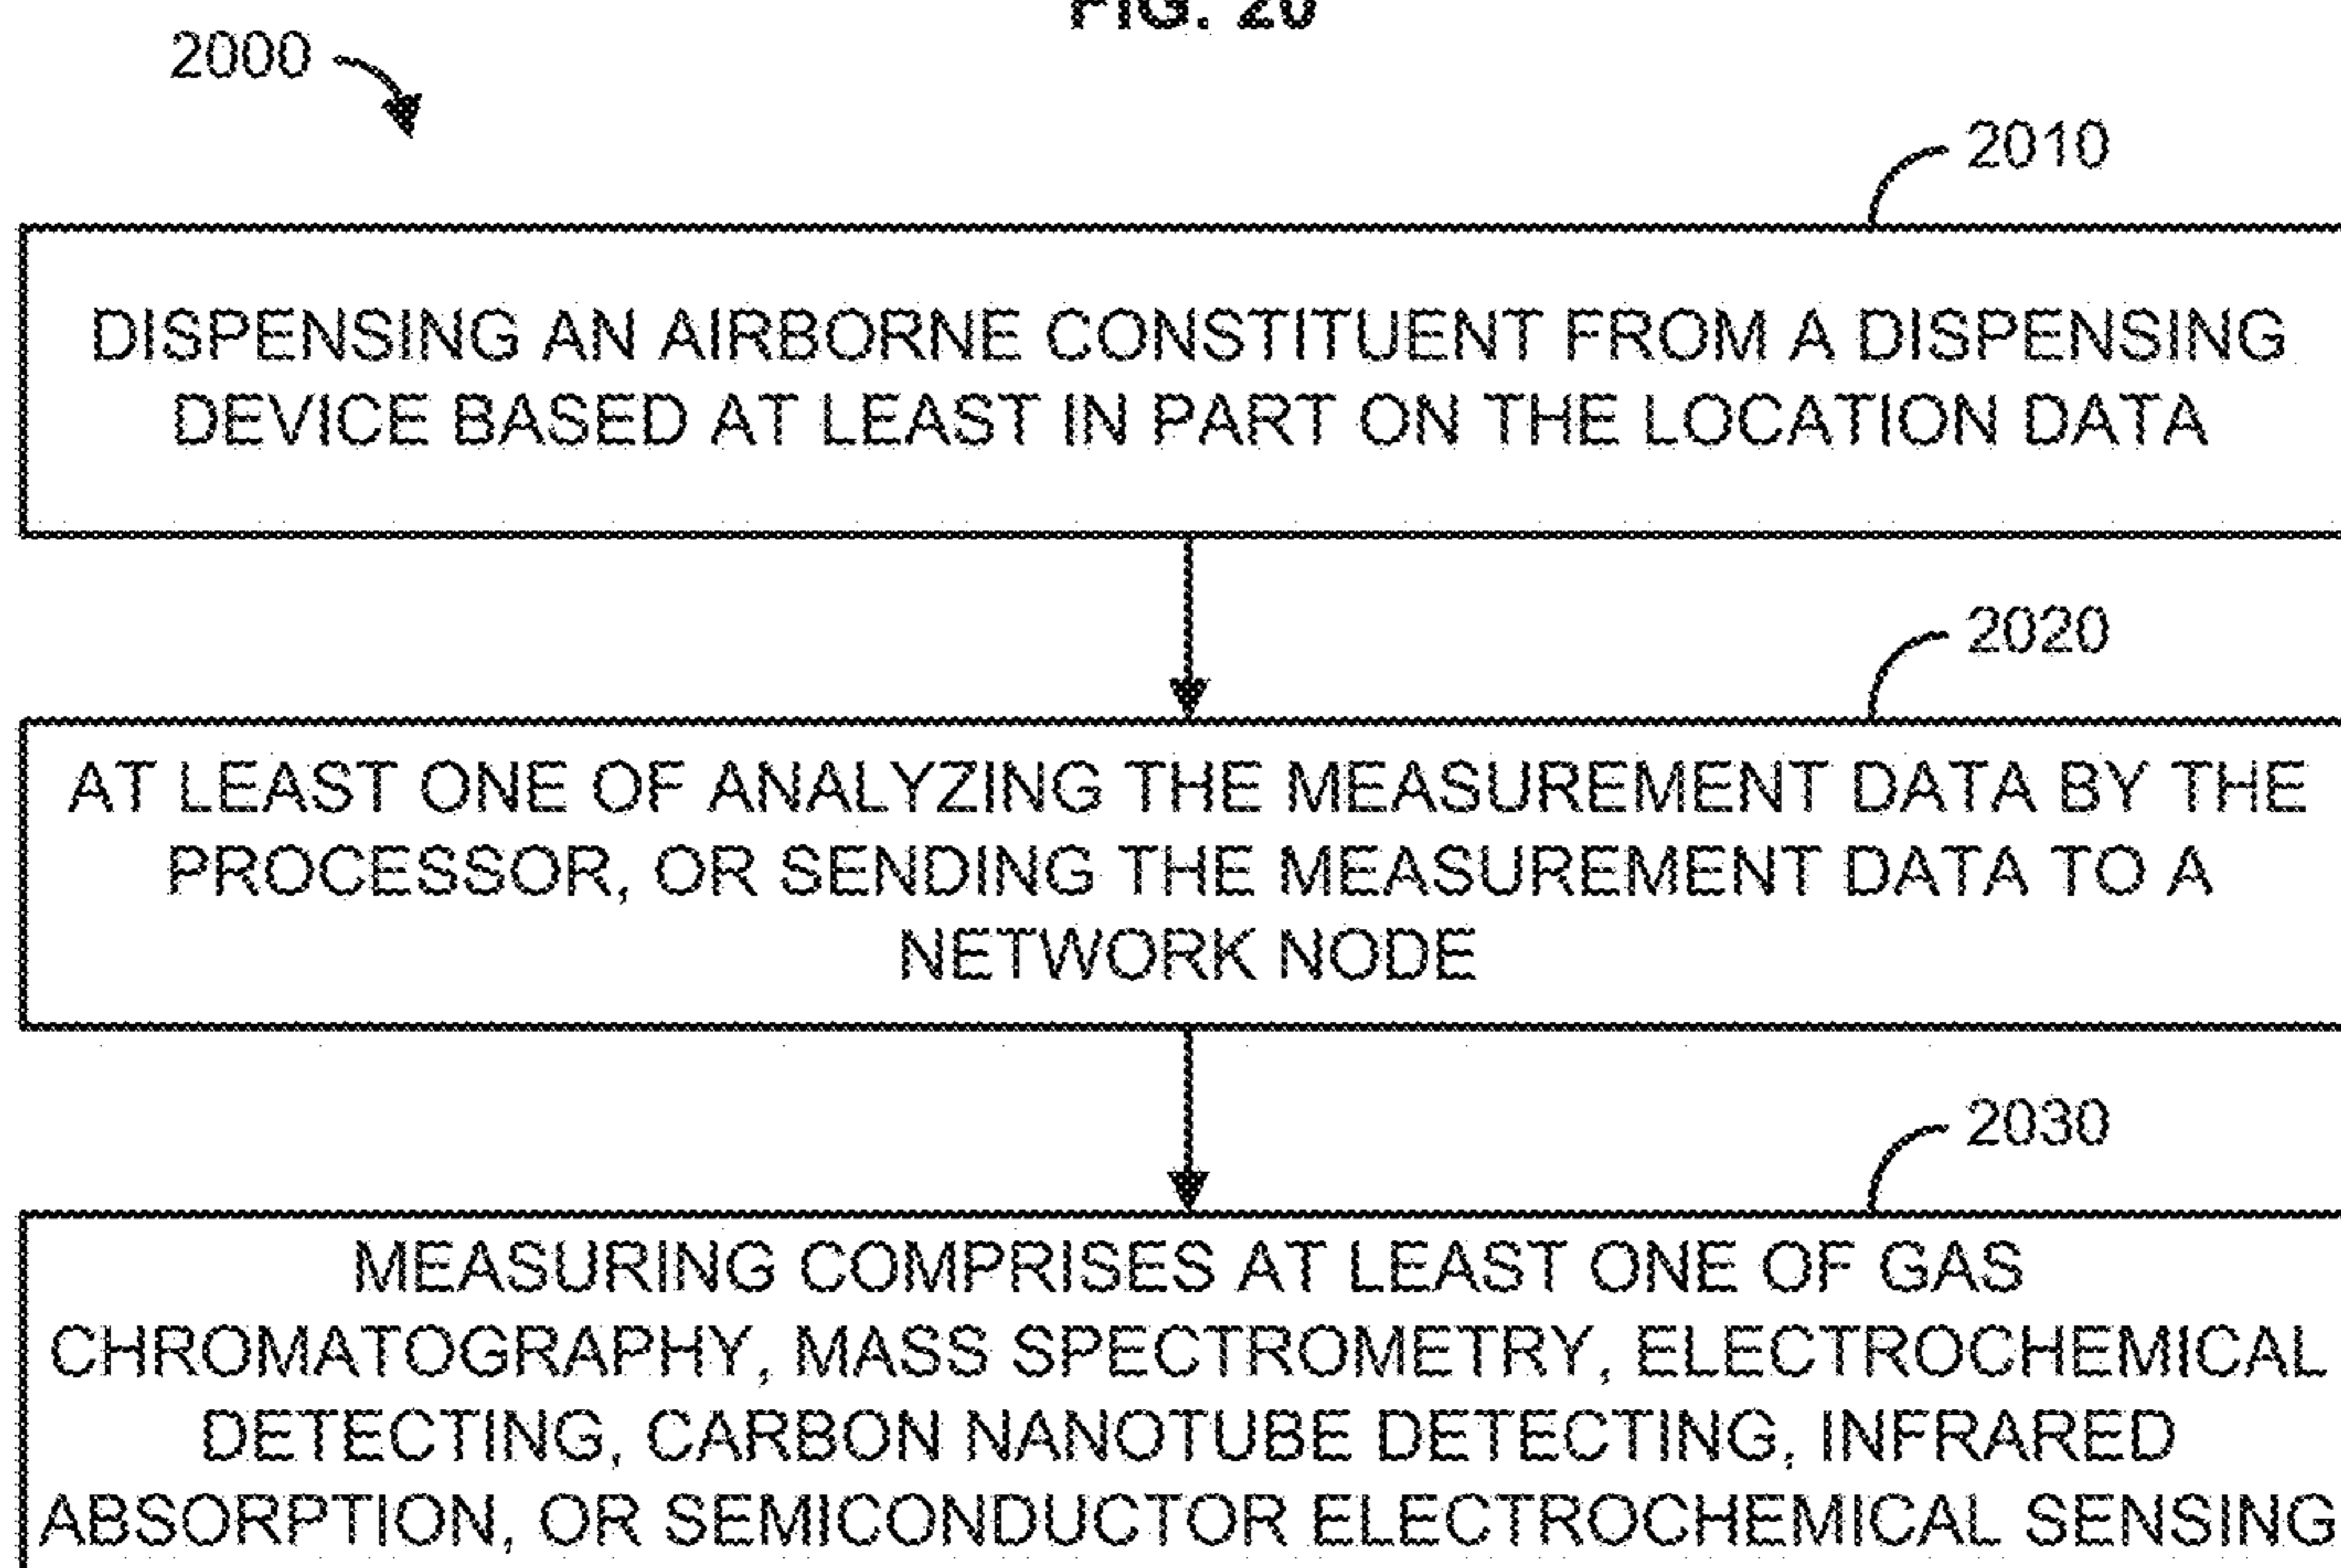 FIG. 20
2000
2010
DISPENSING AN AIRBORNE CONSTITUENT FROM A DISPENSING
DEVICE BASED AT LEAST IN PART ON THE LOCATION DATA
2020
AT LEAST ONE OF ANALYZING THE MEASUREMENT DATA BY THE
PROCESSOR, OR SENDING THE MEASUREMENT DATA TO A
NETWORK NODE
2030
MEASURING COMPRISES AT LEAST ONE OF GAS
CHROMATOGRAPHY, MASS SPECTROMETRY, ELECTROCHEMICAL
DETECTING, CARBON NANOTUBE DETECTING, INFRARED
ABSORPTION, OR SEMICONDUCTOR ELECTROCHEMICAL SENSING